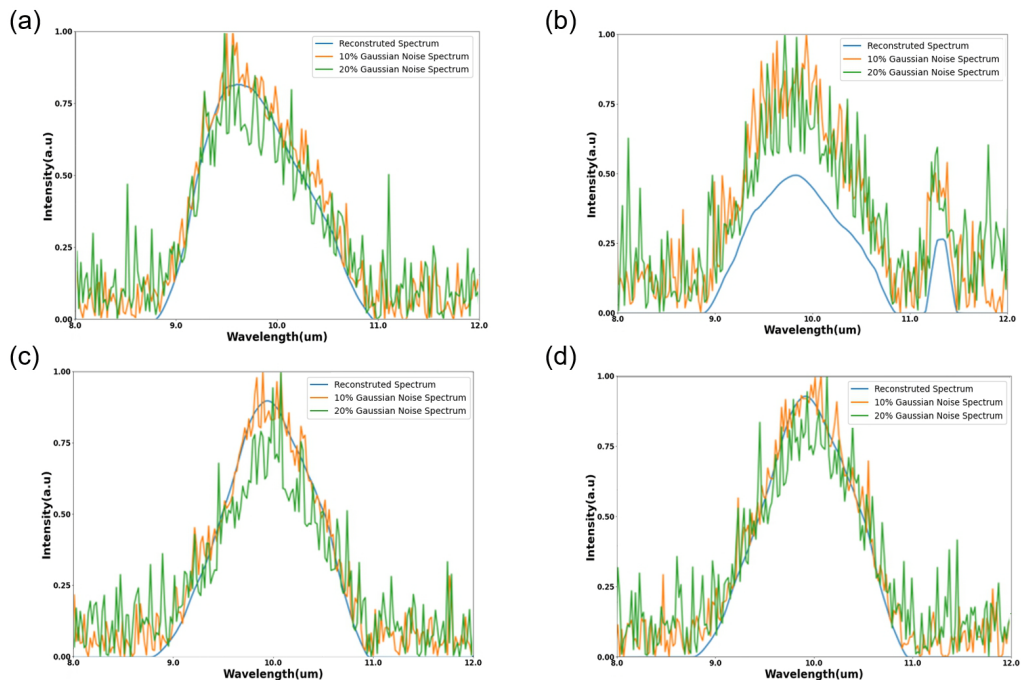 (a)
1.00
0.75
0.50
0.25
0.00
Intensity(a.u)
8.0 9.0 10.0 11.0 12.0
Wavelength(um)
Reconstruted Spectrum
10% Gaussian Noise Spectrum
20% Gaussian Noise Spectrum
(b)
1.00
0.75
0.50
0.25
0.00
Intensity(a.u)
8.0 9.0 10.0 11.0 12.0
Wavelength(um)
Reconstruted Spectrum
10% Gaussian Noise Spectrum
20% Gaussian Noise Spectrum
(c)
1.00
0.75
0.50
0.25
0.00
Intensity(a.u)
8.0 9.0 10.0 11.0 12.0
Wavelength(um)
Reconstruted Spectrum
10% Gaussian Noise Spectrum
20% Gaussian Noise Spectrum
(d)
1.00
0.75
0.50
0.25
0.00
Intensity(a.u)
8.0 9.0 10.0 11.0 12.0
Wavelength(um)
Reconstruted Spectrum
10% Gaussian Noise Spectrum
20% Gaussian Noise Spectrum